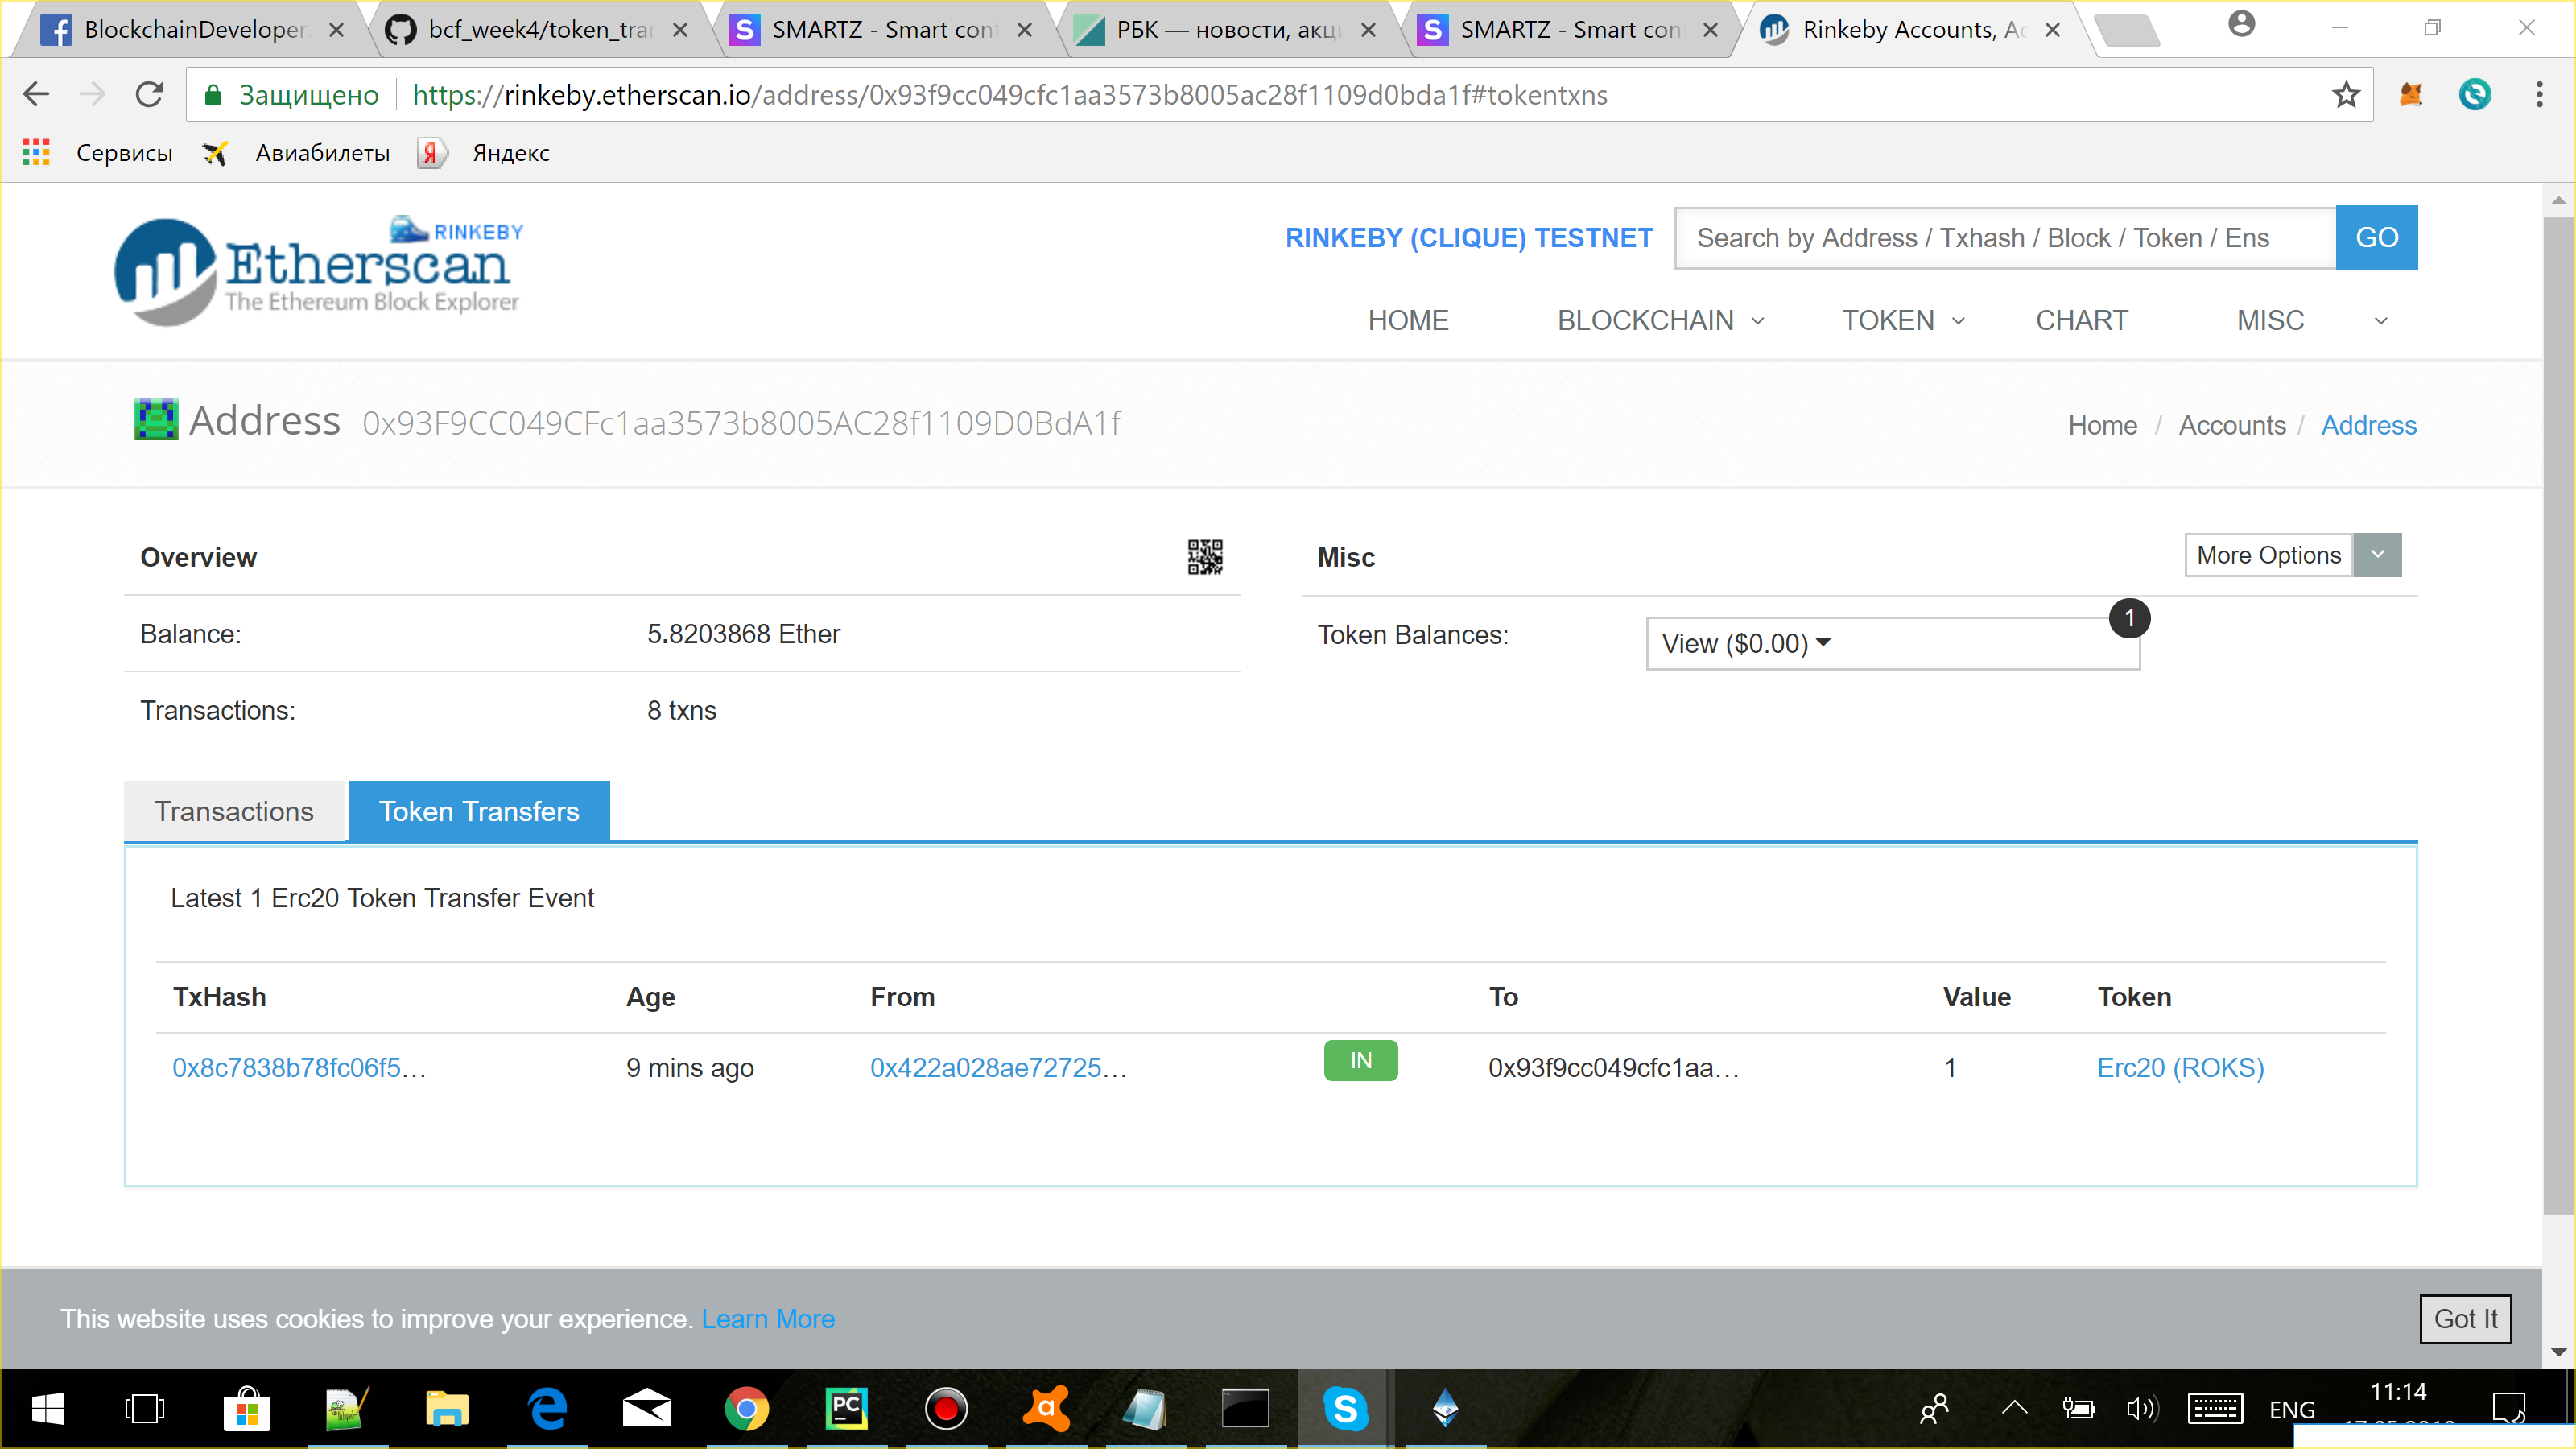 BlockchainDeveloper
bcf_week4/token_tra
SMARTZ - Smart cont
РБК — новости, акц
SMARTZ - Smart con
Rinkeby Accounts, A
Защищено
https://rinkeby.etherscan.io/address/0x93f9cc049cfc1aa3573b8005ac28f1109d0bda1f#tokentxns
Сервисы
Авиабилеты
Яндекс
RINKEBY
Etherscan
The Ethereum Block Explorer
RINKEBY (CLIQUE) TESTNET
Search by Address / Txhash / Block / Token / Ens
GO
HOME
BLOCKCHAIN
TOKEN
CHART
MISC
Address 0x93F9CC049CFc1aa3573b8005AC28f1109D0BdA1f
Home / Accounts / Address
Overview
Balance: 5.8203868 Ether
Transactions: 8 txns
Misc
More Options
Token Balances: View ($0.00) 1
Transactions
Token Transfers
Latest 1 Erc20 Token Transfer Event
TxHash Age From To Value Token
0x8c7838b78fc06f5… 9 mins ago 0x422a028ae72725… IN 0x93f9cc049cfc1aa… 1 Erc20 (ROKS)
This website uses cookies to improve your experience. Learn More
Got It
PC
ENG
11:14